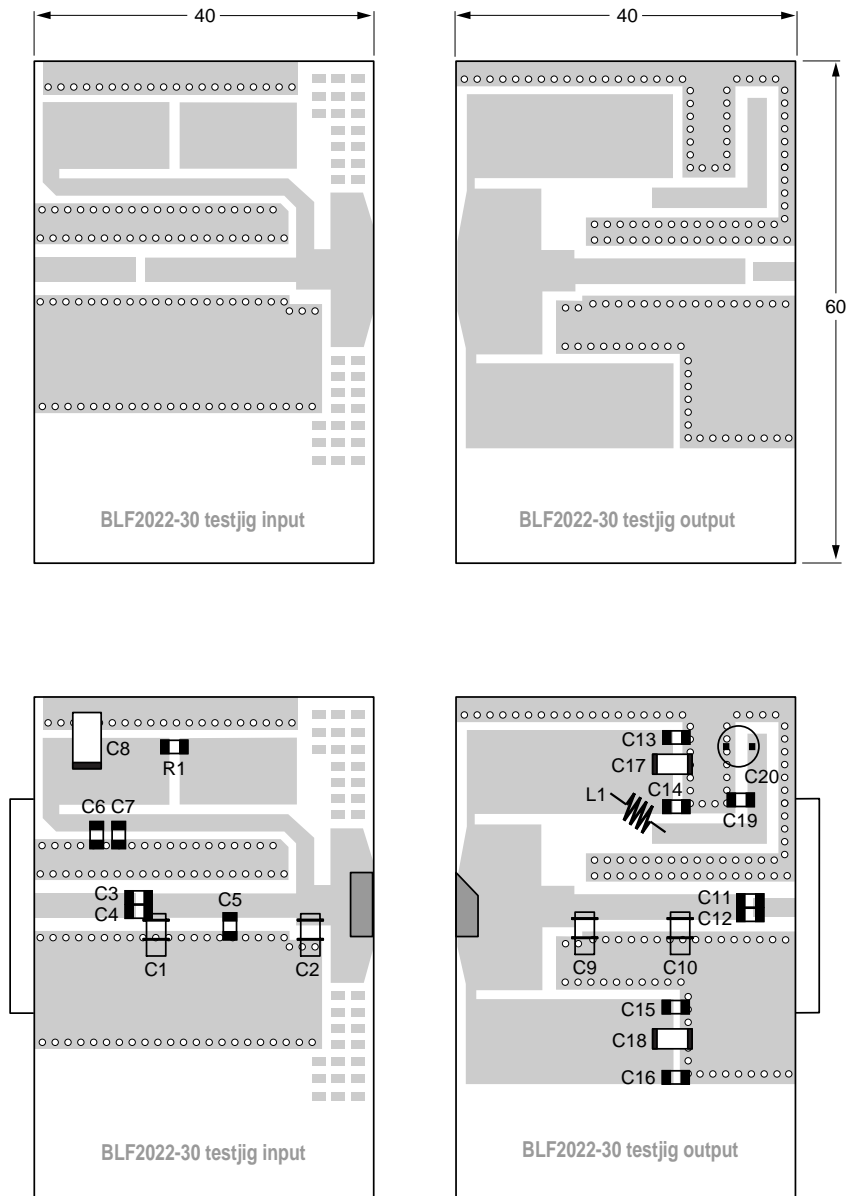 40
40
60
BLF2022-30 testjig input
BLF2022-30 testjig output
C8
R1
C6 C7
C3
C4
C5
C1
C2
C13
C17
C14
L1
C20
C19
C11
C12
C9
C10
C15
C18
C16
BLF2022-30 testjig input
BLF2022-30 testjig output